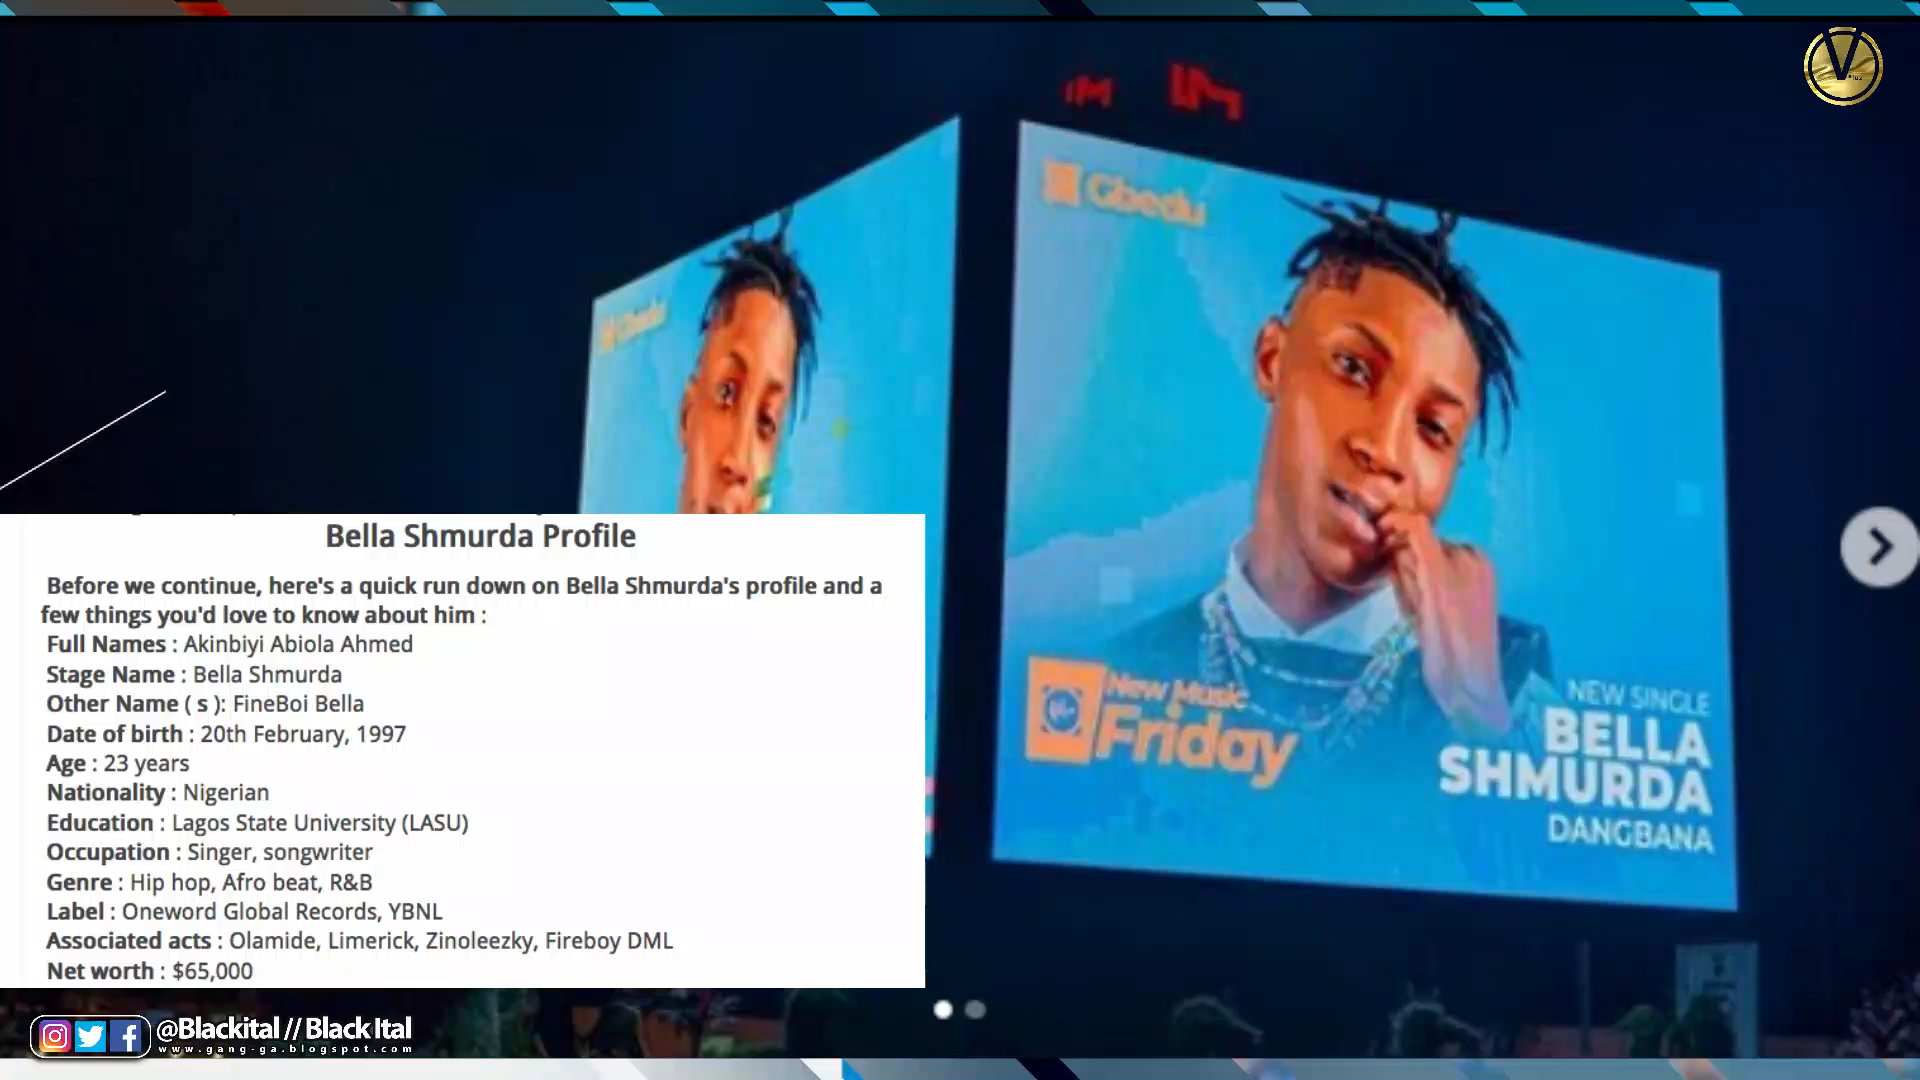 Gbedu
Gbedu
New Music
Friday
NEW SINGLE
BELLA
SHMURDA
DANGBANA
Bella Shmurda Profile
Before we continue, here's a quick run down on Bella Shmurda's profile and a
few things you'd love to know about him :
Full Names : Akinbiyi Abiola Ahmed
Stage Name : Bella Shmurda
Other Name ( s ): FineBoi Bella
Date of birth : 20th February, 1997
Age : 23 years
Nationality : Nigerian
Education : Lagos State University (LASU)
Occupation : Singer, songwriter
Genre : Hip hop, Afro beat, R&B
Label : Oneword Global Records, YBNL
Associated acts : Olamide, Limerick, Zinoleezky, Fireboy DML
Net worth : $65,000
@Blackital // Black Ital
www.gang-ga.blogspot.com